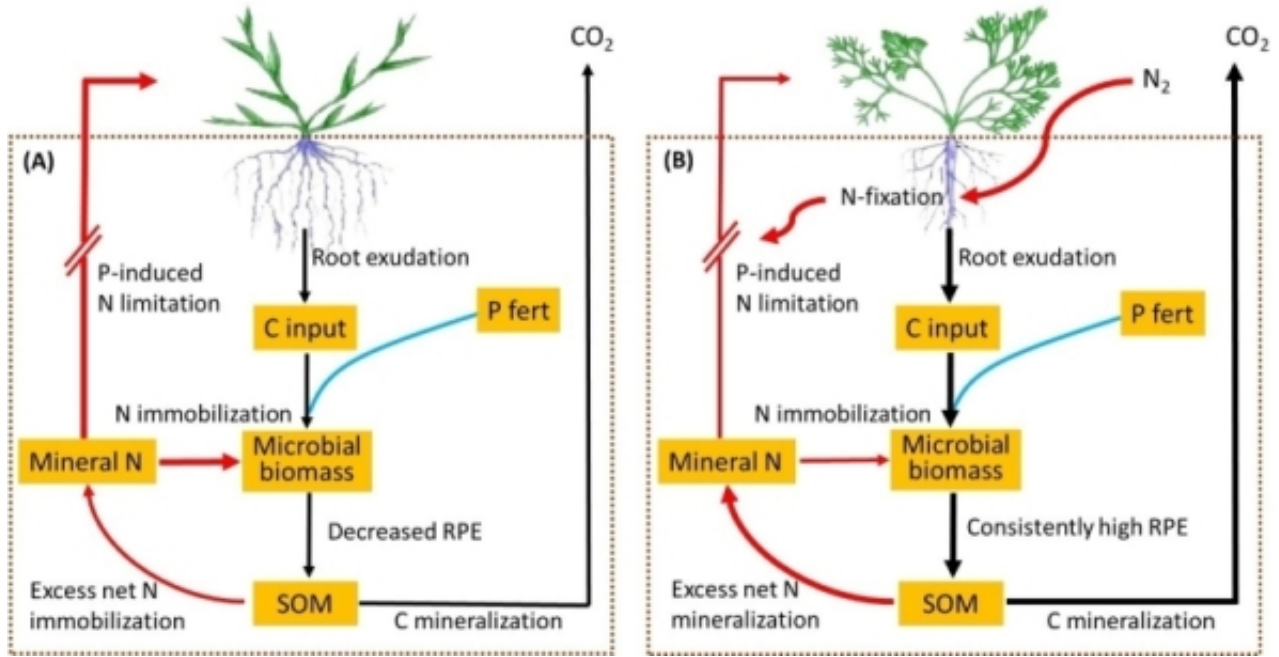 CO₂
(A)
Root exudation
P-induced
N limitation
C input
P fert
N immobilization
Mineral N
Microbial
biomass
Decreased RPE
Excess net N
immobilization
SOM
C mineralization
CO₂
N₂
(B)
N-fixation
Root exudation
P-induced
N limitation
C input
P fert
N immobilization
Mineral N
Microbial
biomass
Consistently high RPE
Excess net N
mineralization
SOM
C mineralization